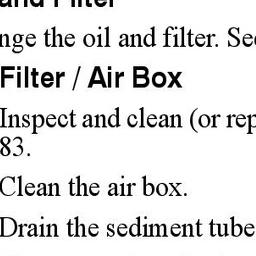 and Filter
nge the oil and filter. See
Filter / Air Box
Inspect and clean (or rep
83.
Clean the air box.
Drain the sediment tube